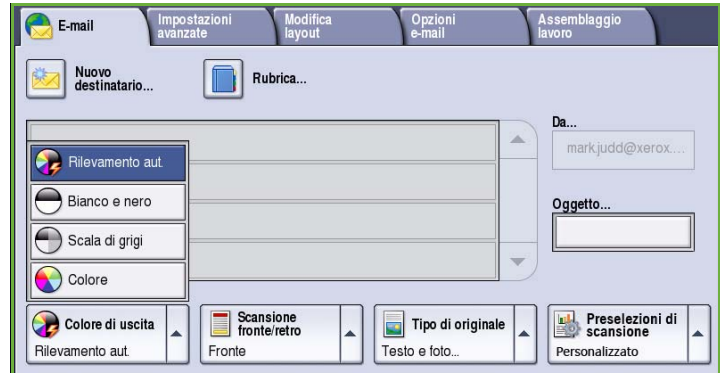 E-mail
Impostazioni avanzate
Modifica layout
Opzioni e-mail
Assemblaggio lavoro
Nuovo destinatario...
Rubrica...
Da...
mark.judd@xerox....
Rilevamento aut.
Bianco e nero
Scala di grigi
Colore
Oggetto...
Colore di uscita
Rilevamento aut.
Scansione fronte/retro
Fronte
Tipo di originale
Testo e foto...
Preselezioni di scansione
Personalizzato